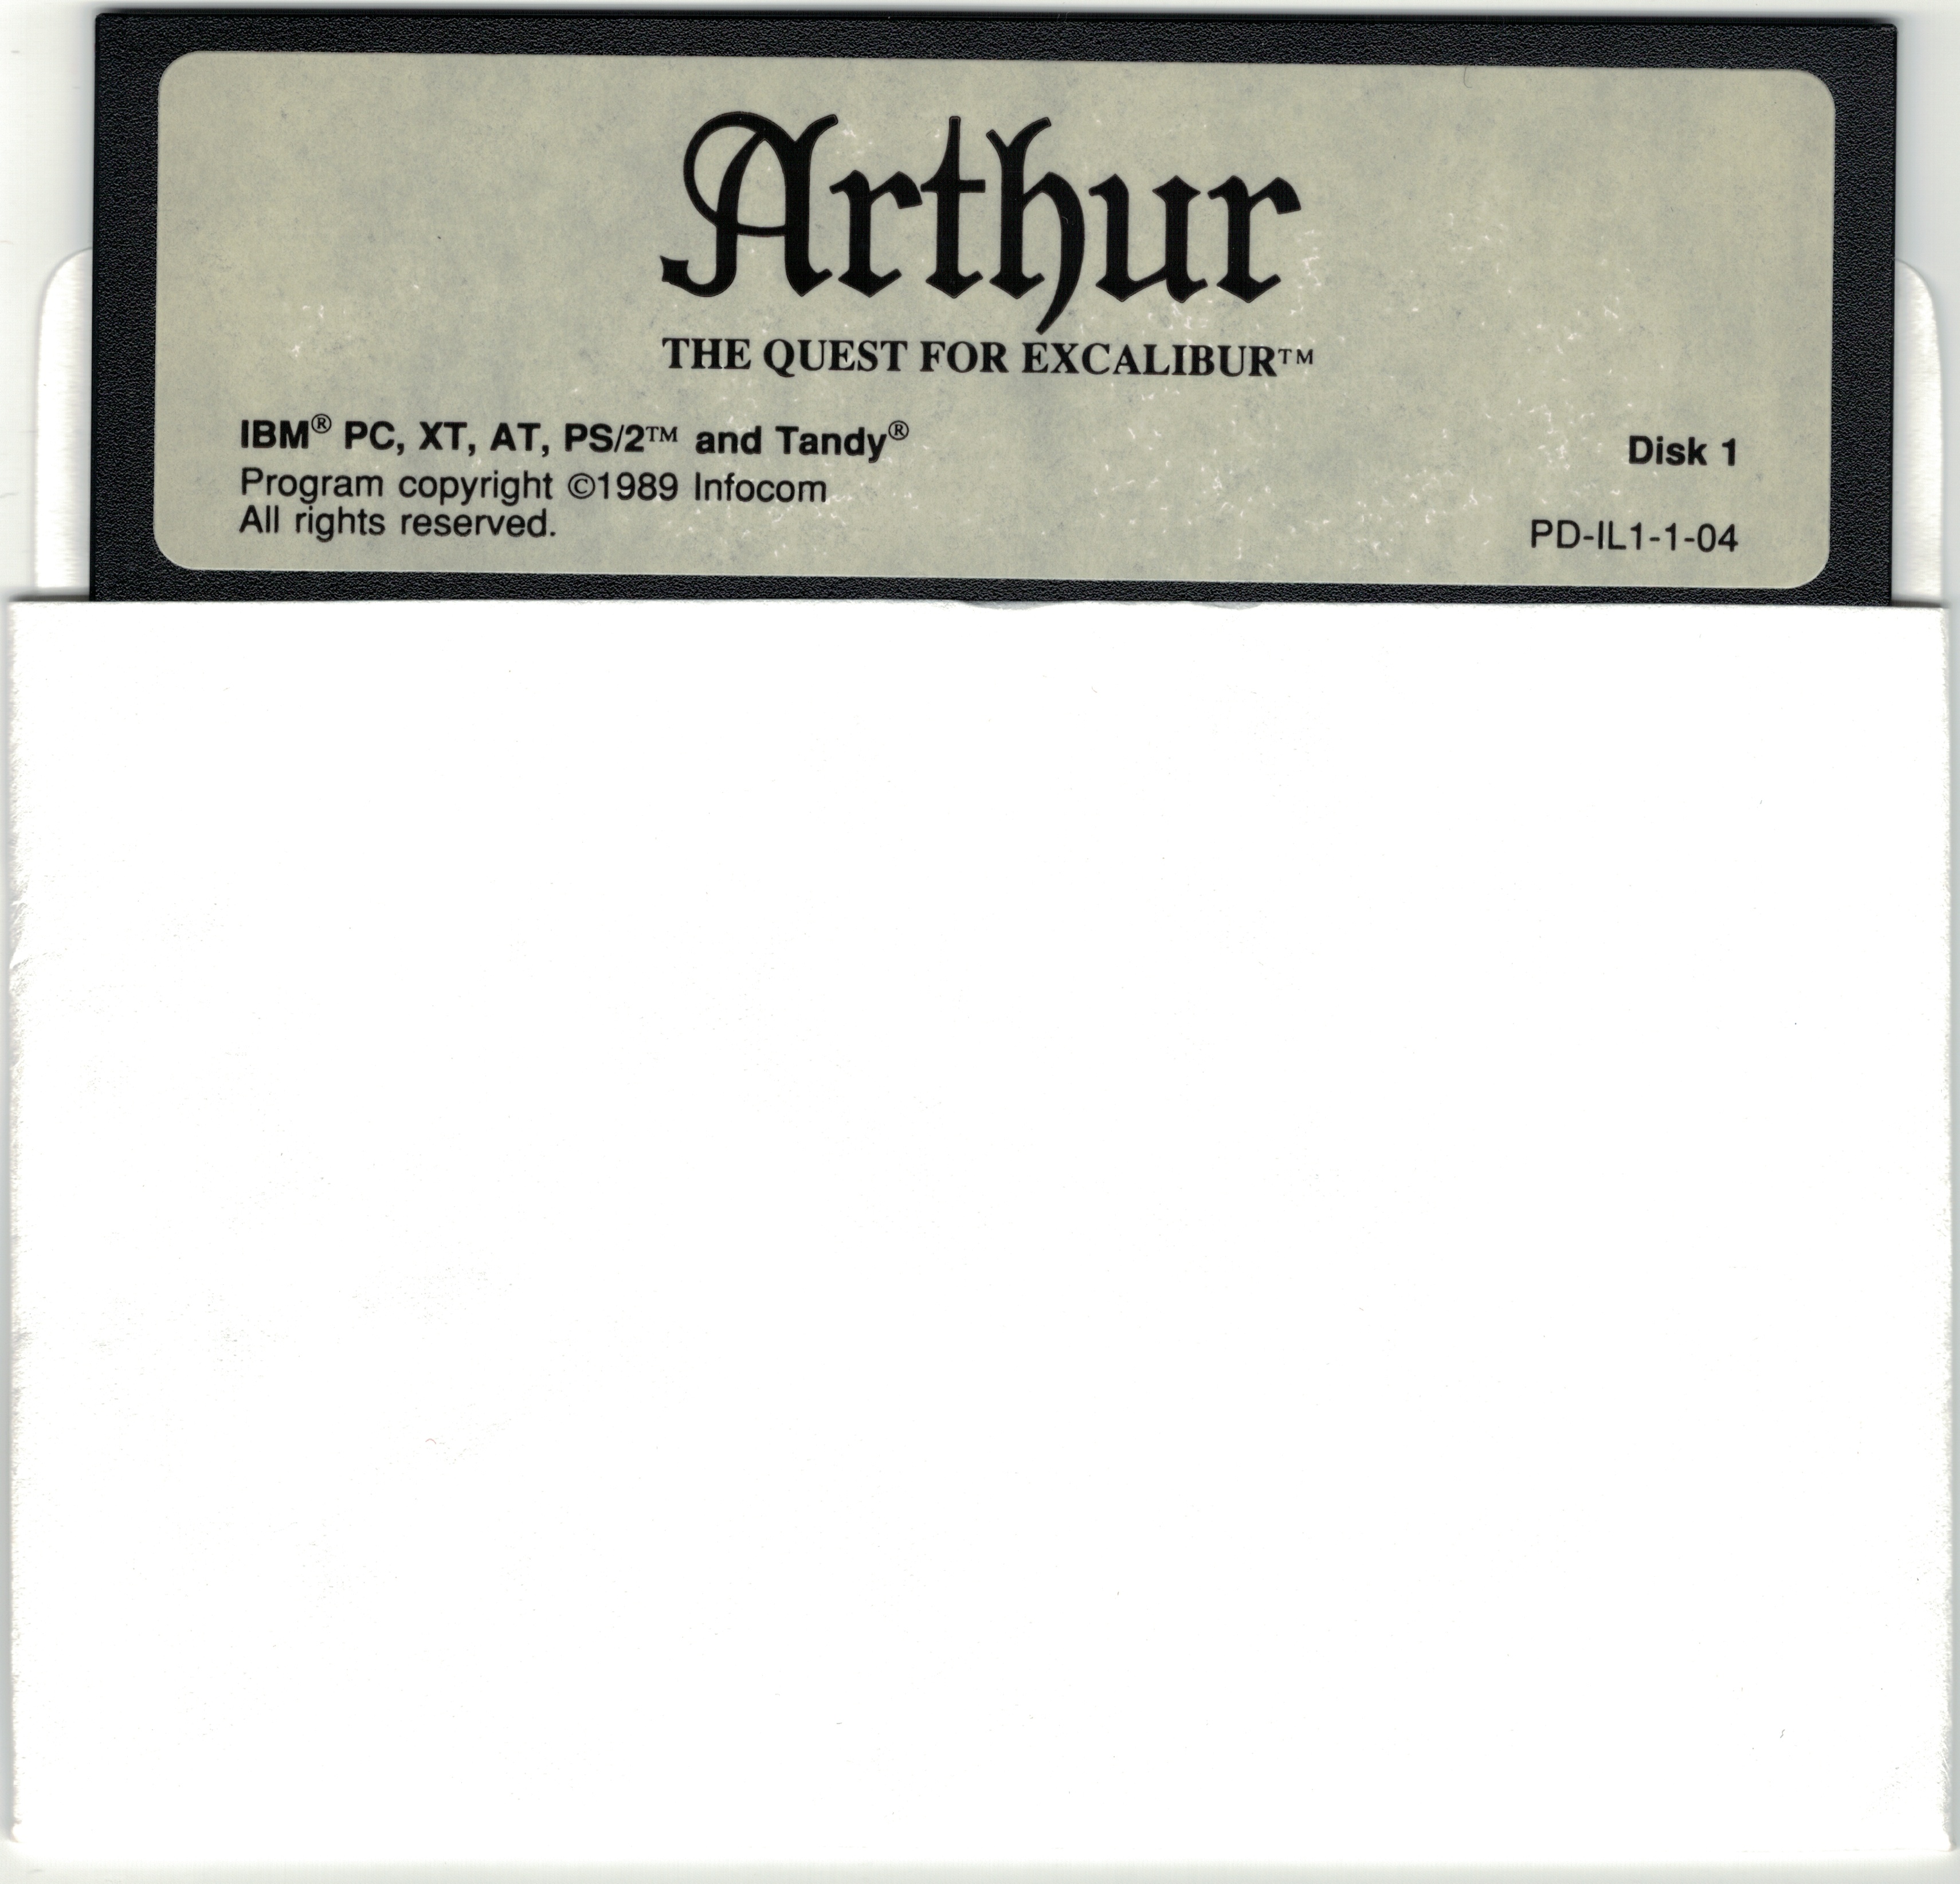 Arthur
THE QUEST FOR EXCALIBUR™
IBM® PC, XT, AT, PS/2™ and Tandy®
Disk 1
Program copyright ©1989 Infocom
All rights reserved.
PD-IL1-1-04